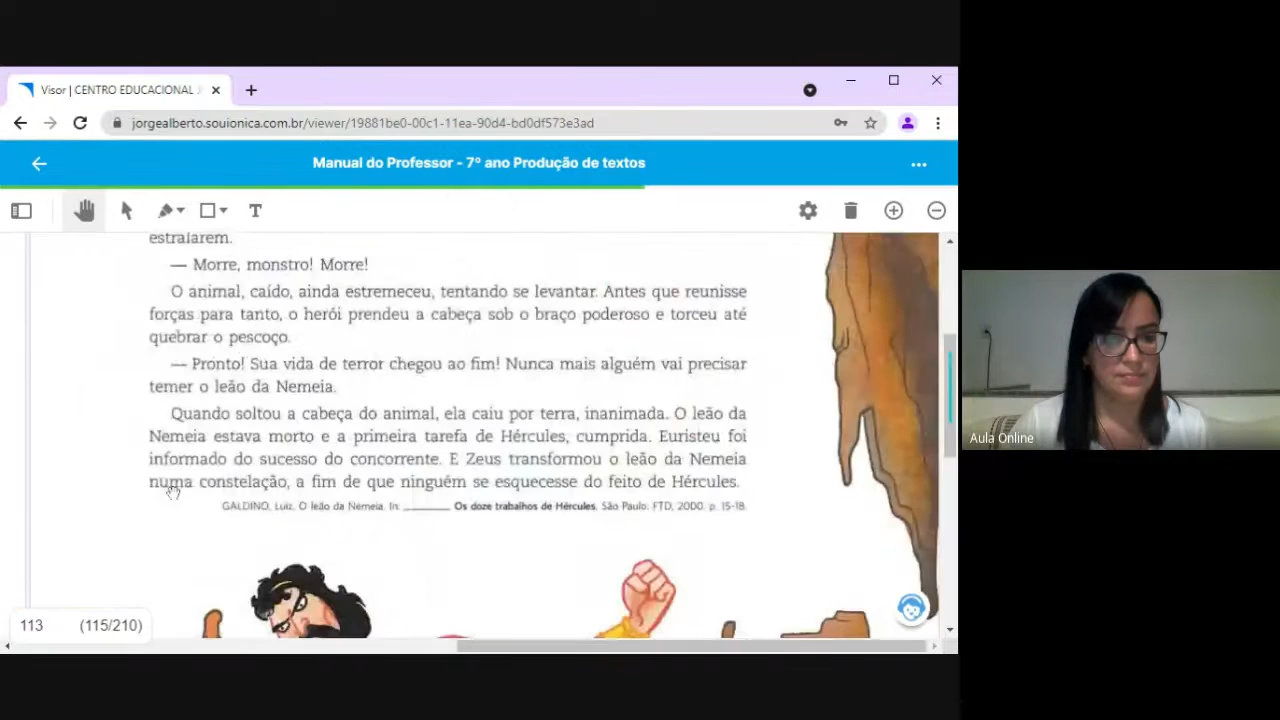 Visor | CENTRO EDUCACIONAL
jorgealberto.souionica.com.br/viewer/19881be0-00c1-11ea-90d4-bd0df573e3ad
Manual do Professor - 7º ano Produção de textos
T
estralarem.
— Morre, monstro! Morre!
O animal, caído, ainda estremeceu, tentando se levantar. Antes que reunisse
forças para tanto, o herói prendeu a cabeça sob o braço poderoso e torceu até
quebrar o pescoço.
— Pronto! Sua vida de terror chegou ao fim! Nunca mais alguém vai precisar
temer o leão da Nemeia.
Quando soltou a cabeça do animal, ela caiu por terra, inanimada. O leão da
Nemeia estava morto e a primeira tarefa de Hércules, cumprida. Euristeu foi
informado do sucesso do concorrente. E Zeus transformou o leão da Nemeia
numa constelação, a fim de que ninguém se esquecesse do feito de Hércules.
GALDINO, Luiz. O leão da Nemeia. In: ______ Os doze trabalhos de Hércules. São Paulo: FTD, 2000. p. 15-18.
113 (115/210)
Aula Online